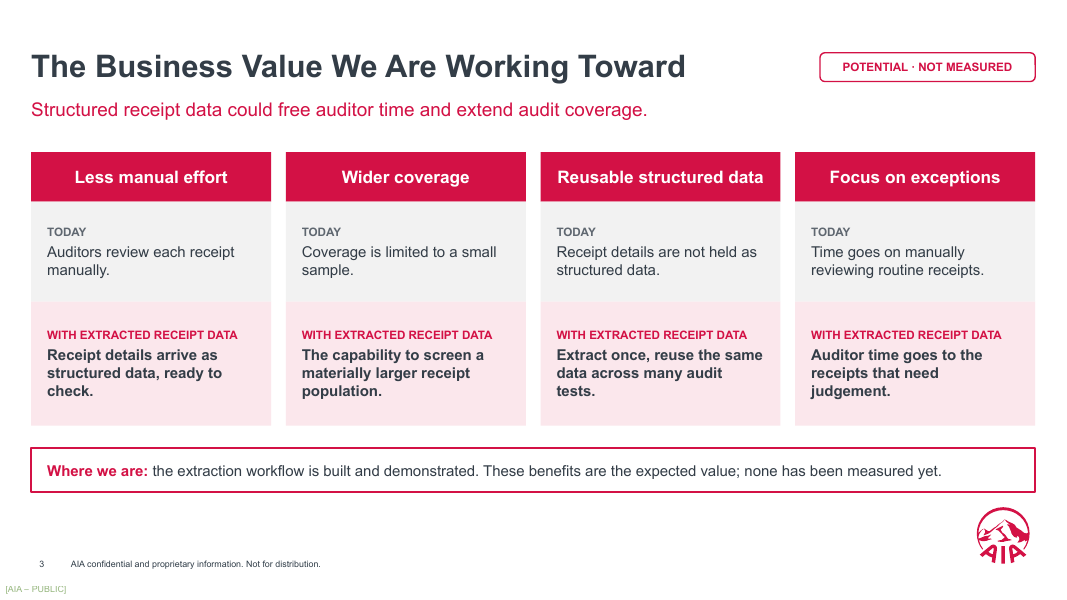 The Business Value We Are Working Toward
POTENTIAL · NOT MEASURED
Structured receipt data could free auditor time and extend audit coverage.
Less manual effort
TODAY
Auditors review each receipt
manually.
WITH EXTRACTED RECEIPT DATA
Receipt details arrive as
structured data, ready to
check.
Wider coverage
TODAY
Coverage is limited to a small
sample.
WITH EXTRACTED RECEIPT DATA
The capability to screen a
materially larger receipt
population.
Reusable structured data
TODAY
Receipt details are not held as
structured data.
WITH EXTRACTED RECEIPT DATA
Extract once, reuse the same
data across many audit
tests.
Focus on exceptions
TODAY
Time goes on manually
reviewing routine receipts.
WITH EXTRACTED RECEIPT DATA
Auditor time goes to the
receipts that need
judgement.
Where we are: the extraction workflow is built and demonstrated. These benefits are the expected value; none has been measured yet.
AIA
3 AIA confidential and proprietary information. Not for distribution.
[AIA – PUBLIC]